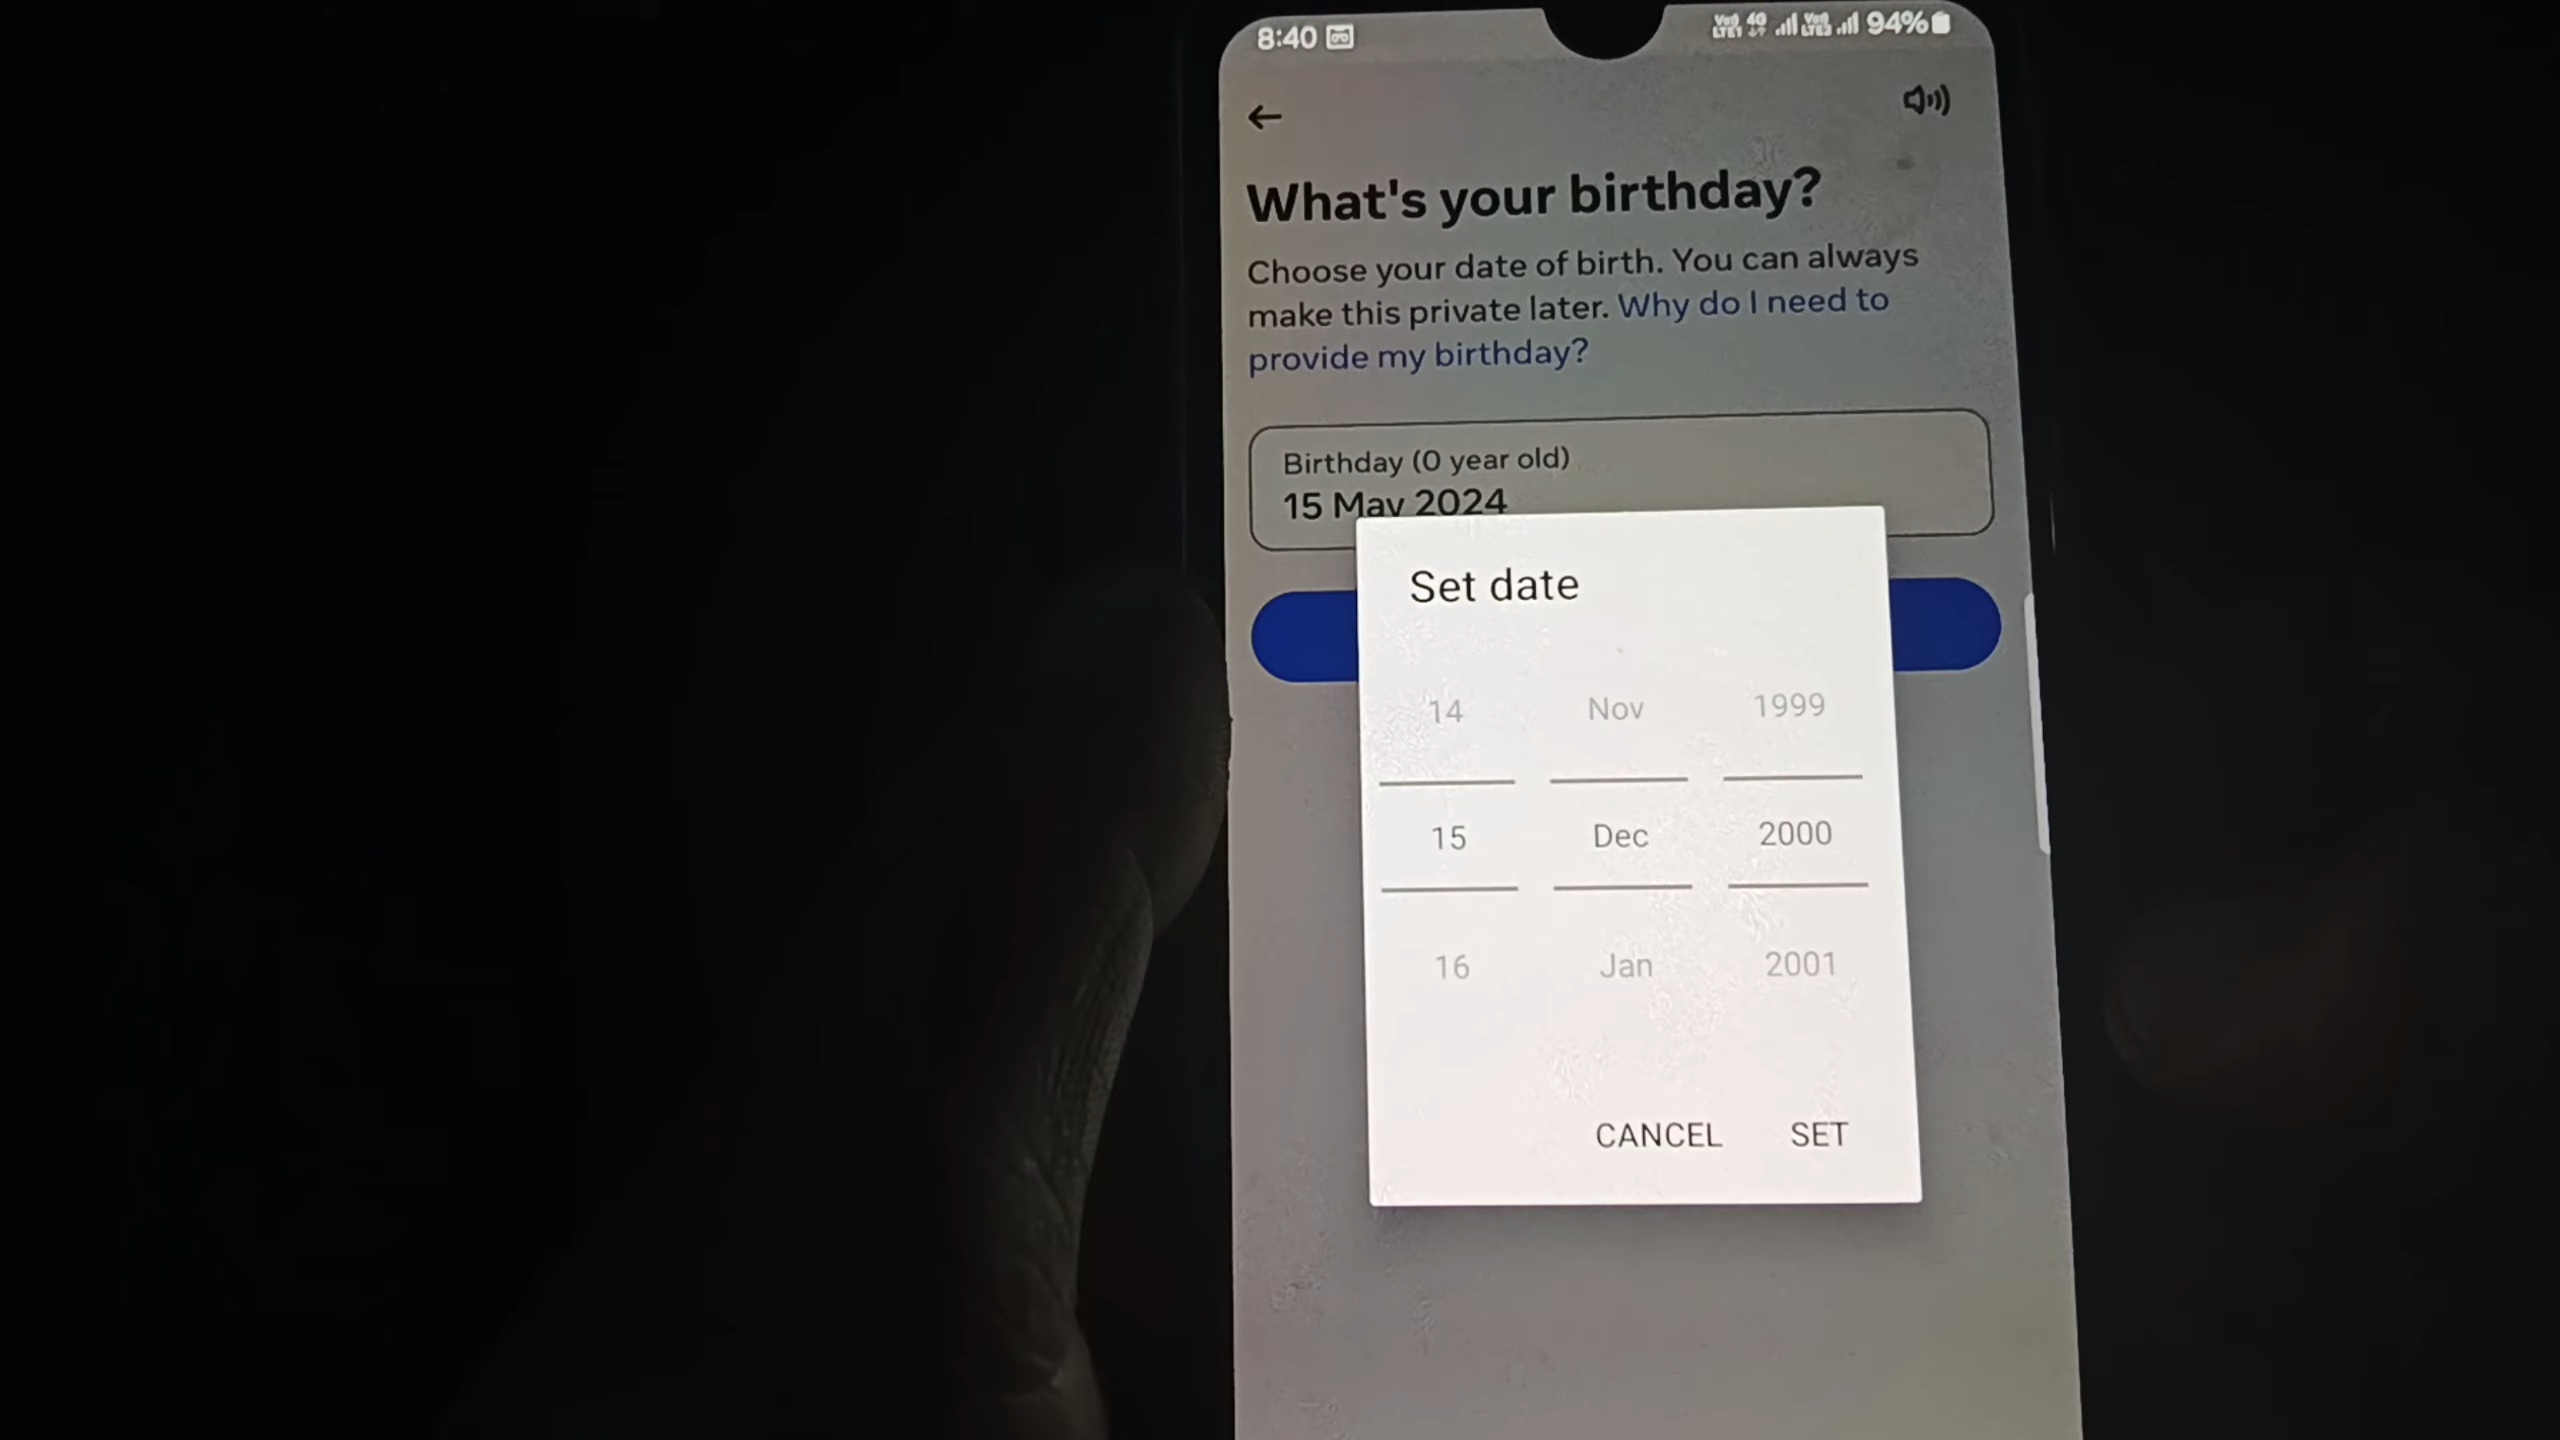 8:40
94%
What's your birthday?
Choose your date of birth. You can always
make this private later. Why do I need to
provide my birthday?
Birthday (0 year old)
15 May 2024
Set date
14 Nov 1999
15 Dec 2000
16 Jan 2001
CANCEL SET